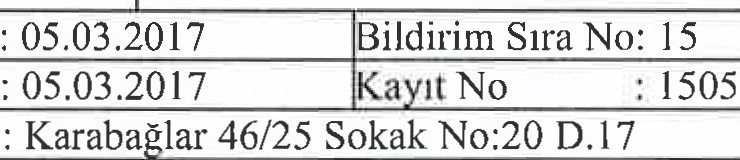 : 05.03.2017 Bildirim Sıra No: 15
: 05.03.2017 Kayıt No : 1505
: Karabağlar 46/25 Sokak No:20 D.17